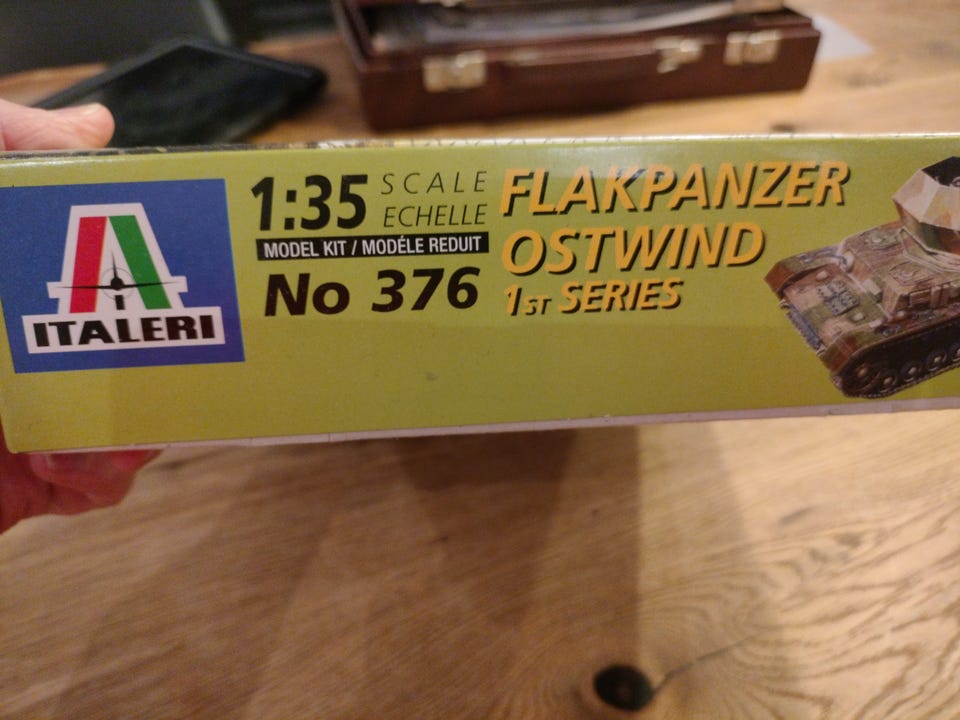 ITALERI
1:35 SCALE
ECHELLE
MODEL KIT / MODÉLE REDUIT
No 376
FLAKPANZER
OSTWIND
1ST SERIES